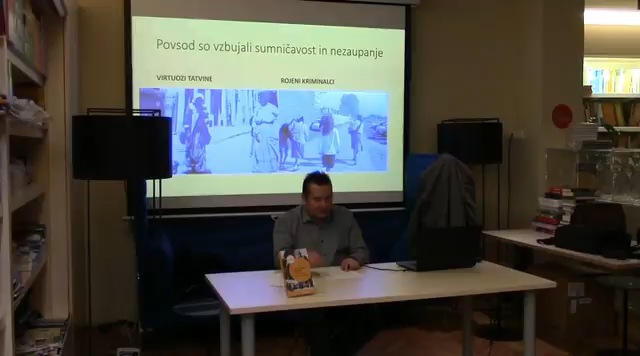 Povsod so vzbujali sumničavost in nezaupanje
VIRTUOZI TATVINE
ROJENI KRIMINALCI